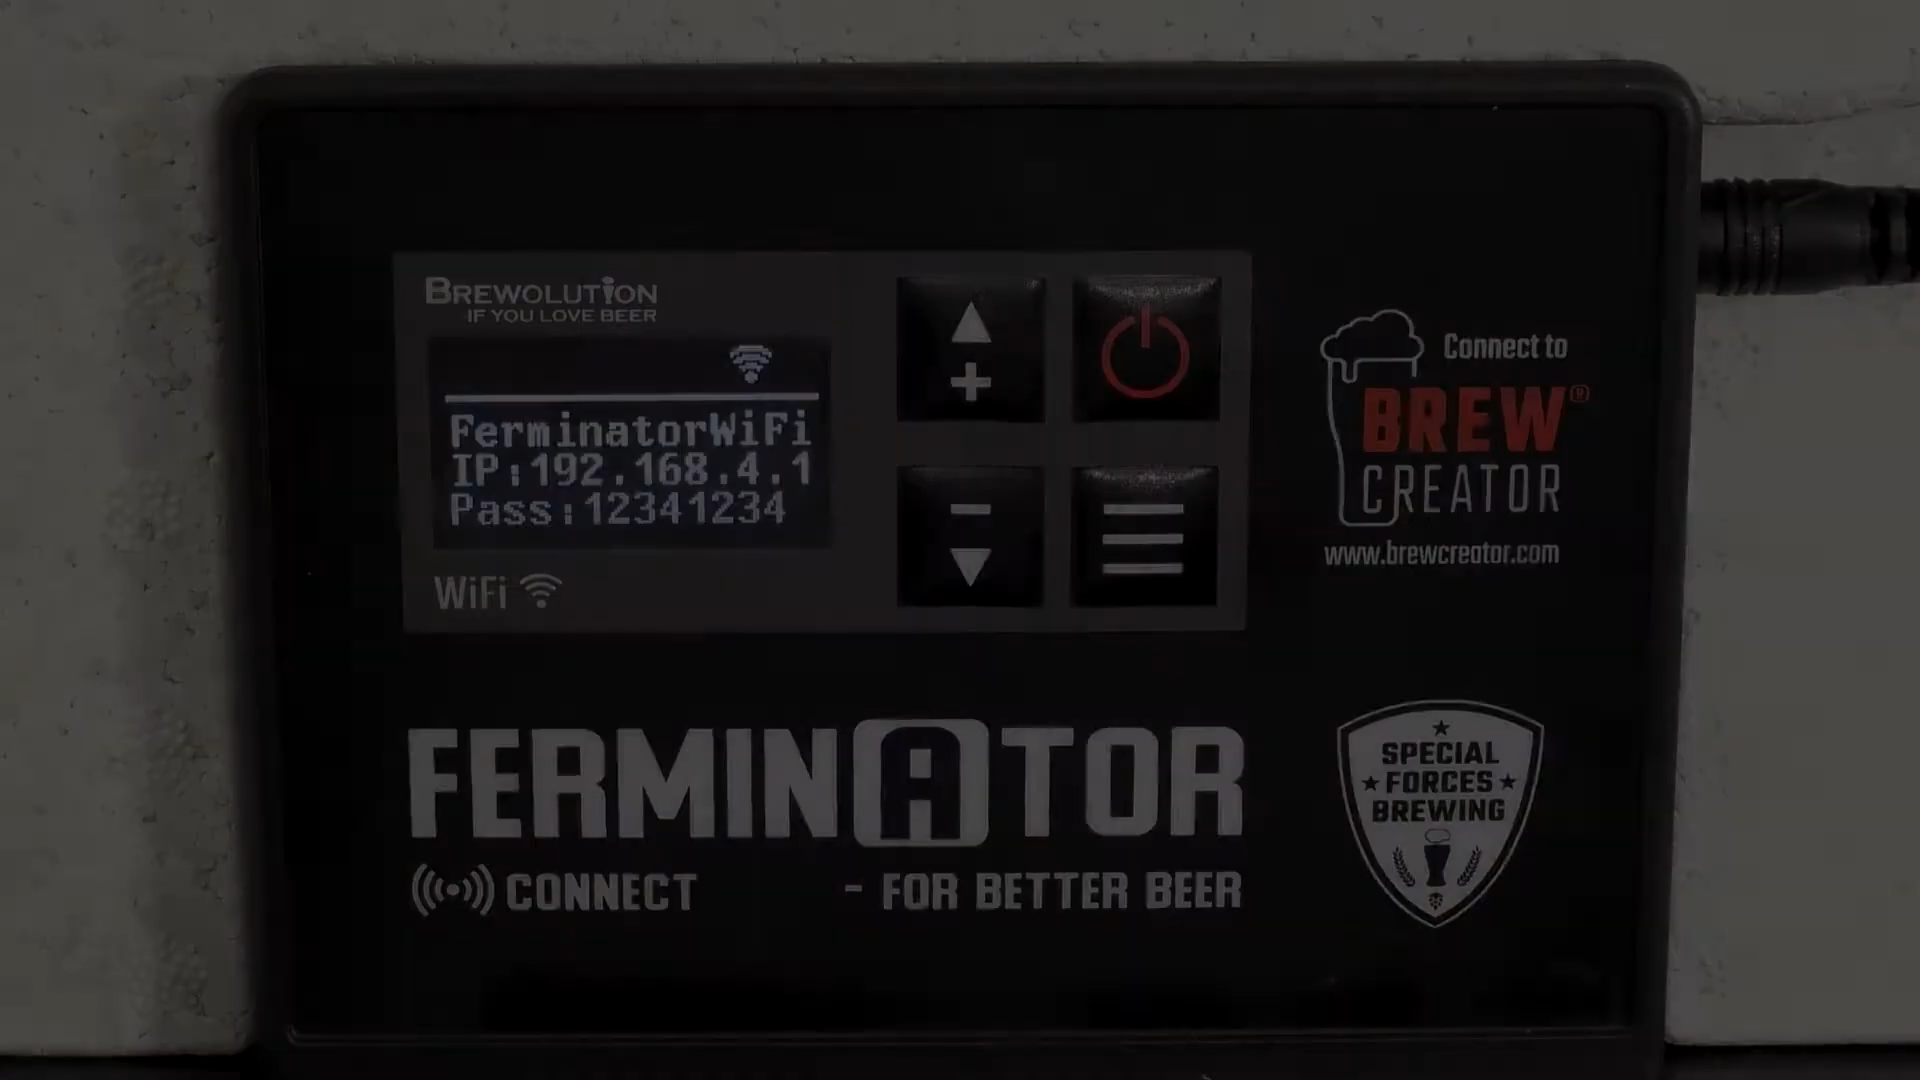 BREWOLUTION
IF YOU LOVE BEER
FerminatorWiFi
IP:192.168.4.1
Pass:12341234
WiFi
Connect to
BREW®
CREATOR
www.brewcreator.com
FERMINATOR
CONNECT - FOR BETTER BEER
SPECIAL
FORCES
BREWING